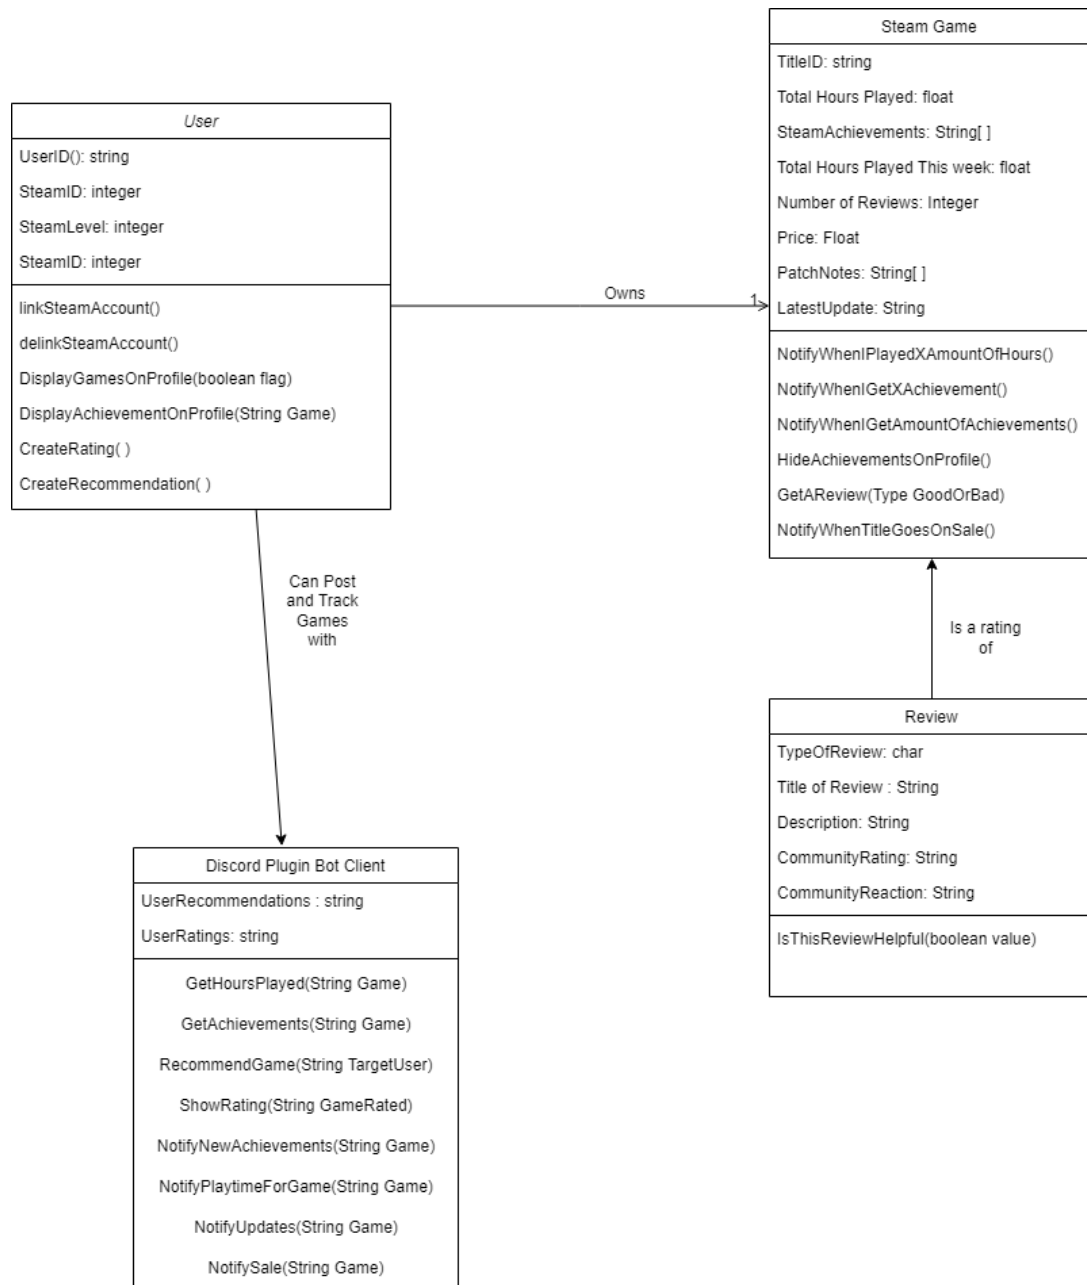 Steam Game
TitleID: string
Total Hours Played: float
SteamAchievements: String[ ]
Total Hours Played This week: float
Number of Reviews: Integer
Price: Float
PatchNotes: String[ ]
LatestUpdate: String
NotifyWhenIPlayedXAmountOfHours()
NotifyWhenIGetXAchievement()
NotifyWhenIGetAmountOfAchievements()
HideAchievementsOnProfile()
GetAReview(Type GoodOrBad)
NotifyWhenTitleGoesOnSale()
User
UserID(): string
SteamID: integer
SteamLevel: integer
SteamID: integer
linkSteamAccount()
delinkSteamAccount()
DisplayGamesOnProfile(boolean flag)
DisplayAchievementOnProfile(String Game)
CreateRating( )
CreateRecommendation( )
Owns
1
Can Post
and Track
Games
with
Is a rating
of
Review
TypeOfReview: char
Title of Review : String
Description: String
CommunityRating: String
CommunityReaction: String
IsThisReviewHelpful(boolean value)
Discord Plugin Bot Client
UserRecommendations : string
UserRatings: string
GetHoursPlayed(String Game)
GetAchievements(String Game)
RecommendGame(String TargetUser)
ShowRating(String GameRated)
NotifyNewAchievements(String Game)
NotifyPlaytimeForGame(String Game)
NotifyUpdates(String Game)
NotifySale(String Game)